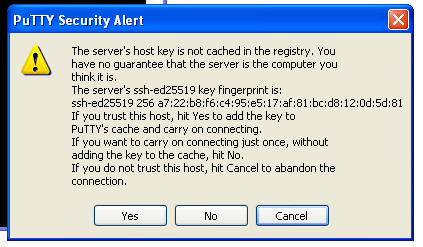 PuTTY Security Alert
The server's host key is not cached in the registry. You
have no guarantee that the server is the computer you
think it is.
The server's ssh-ed25519 key fingerprint is:
ssh-ed25519 256 a7:22:b8:f6:c4:95:e5:17:af:81:bc:d8:12:0d:5d:81
If you trust this host, hit Yes to add the key to
PuTTY's cache and carry on connecting.
If you want to carry on connecting just once, without
adding the key to the cache, hit No.
If you do not trust this host, hit Cancel to abandon the
connection.
Yes No Cancel